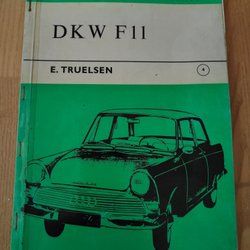 DKW F11
E. TRUELSEN
4